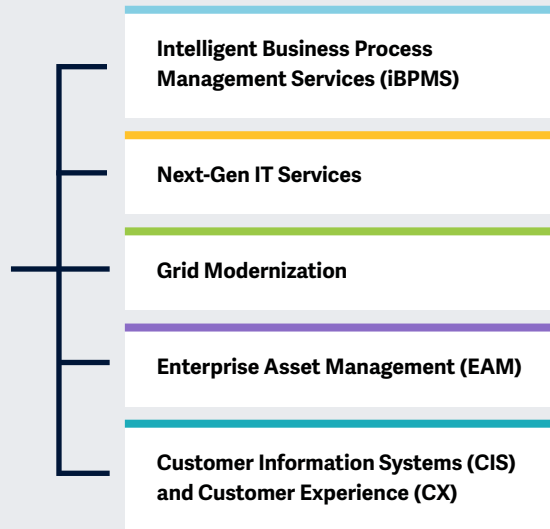 Intelligent Business Process
Management Services (iBPMS)
Next-Gen IT Services
Grid Modernization
Enterprise Asset Management (EAM)
Customer Information Systems (CIS)
and Customer Experience (CX)